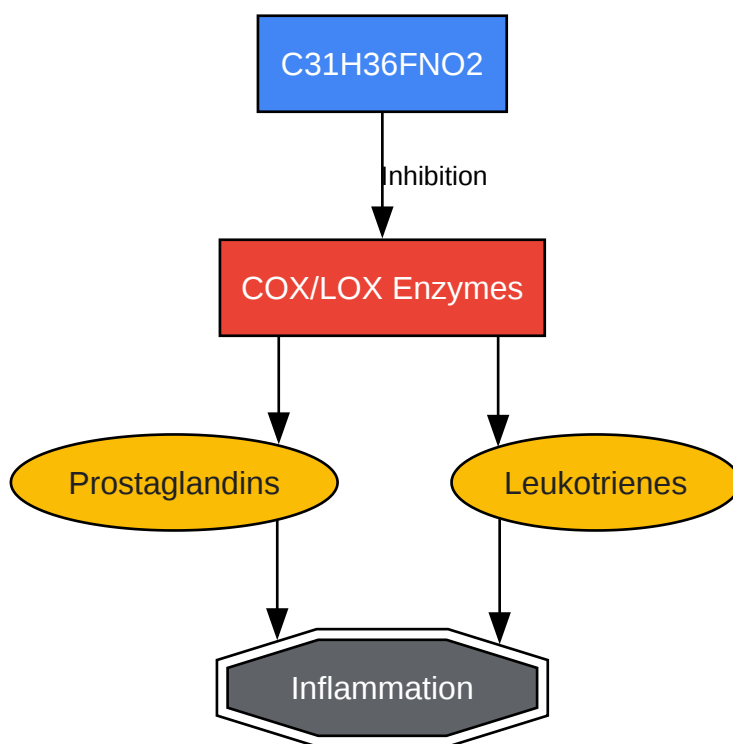 C31H36FNO2
Inhibition
COX/LOX Enzymes
Prostaglandins
Leukotrienes
Inflammation